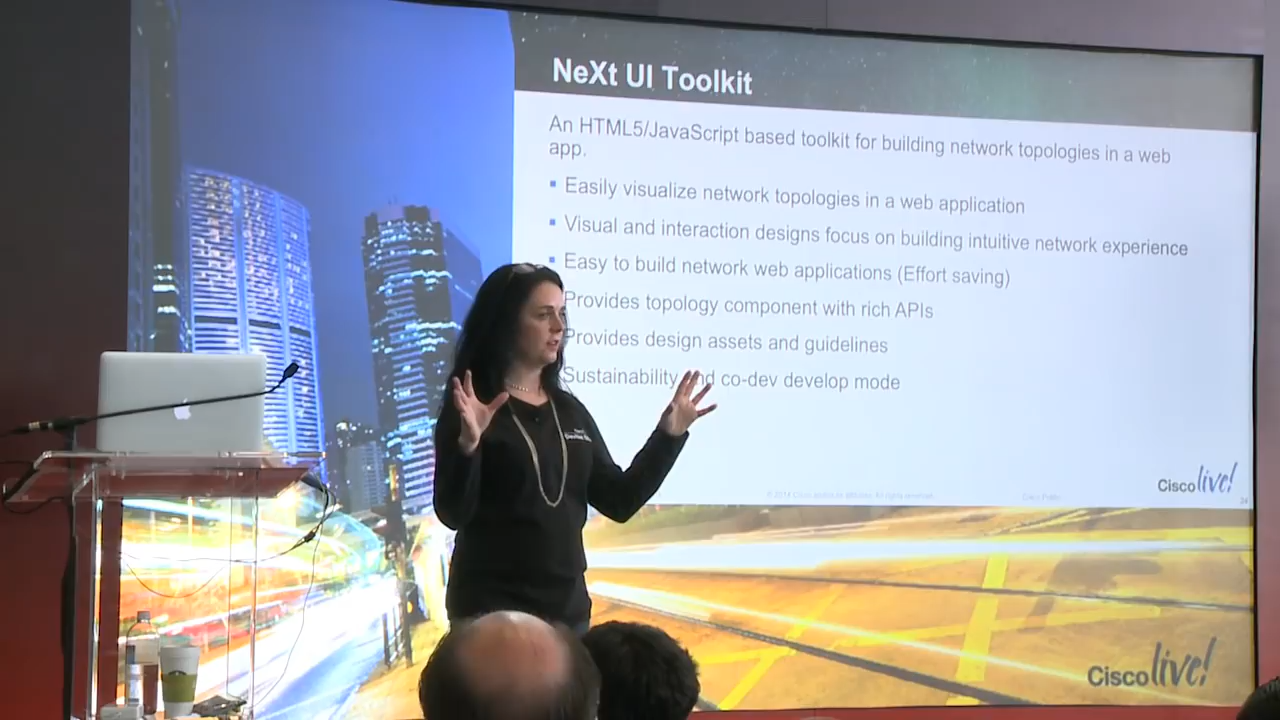 NeXt UI Toolkit
An HTML5/JavaScript based toolkit for building network topologies in a web
app.
Easily visualize network topologies in a web application
Visual and interaction designs focus on building intuitive network experience
Easy to build network web applications (Effort saving)
Provides topology component with rich APIs
Provides design assets and guidelines
Sustainability and co-dev develop mode
Cisco live!
24
Cisco live!